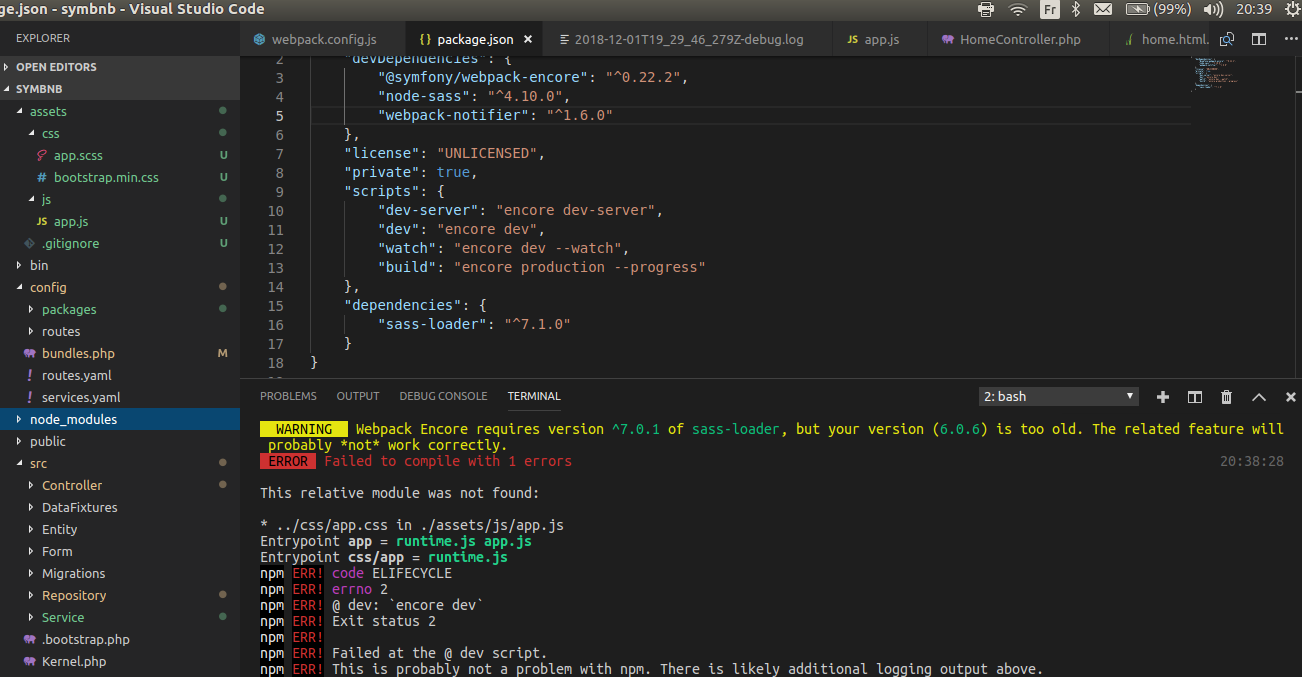 ge.json - symbnb - Visual Studio Code
Fr
(99%)
20:39
EXPLORER
OPEN EDITORS
SYMBNB
assets
css
app.scss U
# bootstrap.min.css U
js
JS app.js U
.gitignore U
bin
config
packages
routes
bundles.php M
! routes.yaml
! services.yaml
node_modules
public
src
Controller
DataFixtures
Entity
Form
Migrations
Repository
Service
.bootstrap.php
Kernel.php
webpack.config.js
{ } package.json ×
2018-12-01T19_29_46_279Z-debug.log
JS app.js
HomeController.php
home.html.
2 "devDependencies": {
3 "@symfony/webpack-encore": "^0.22.2",
4 "node-sass": "^4.10.0",
5 "webpack-notifier": "^1.6.0"
6 },
7 "license": "UNLICENSED",
8 "private": true,
9 "scripts": {
10 "dev-server": "encore dev-server",
11 "dev": "encore dev",
12 "watch": "encore dev --watch",
13 "build": "encore production --progress"
14 },
15 "dependencies": {
16 "sass-loader": "^7.1.0"
17 }
18 }
PROBLEMS OUTPUT DEBUG CONSOLE TERMINAL
2: bash
WARNING Webpack Encore requires version ^7.0.1 of sass-loader, but your version (6.0.6) is too old. The related feature will
probably *not* work correctly.
ERROR Failed to compile with 1 errors 20:38:28
This relative module was not found:
* ../css/app.css in ./assets/js/app.js
Entrypoint app = runtime.js app.js
Entrypoint css/app = runtime.js
npm ERR! code ELIFECYCLE
npm ERR! errno 2
npm ERR! @ dev: `encore dev`
npm ERR! Exit status 2
npm ERR!
npm ERR! Failed at the @ dev script.
npm ERR! This is probably not a problem with npm. There is likely additional logging output above.